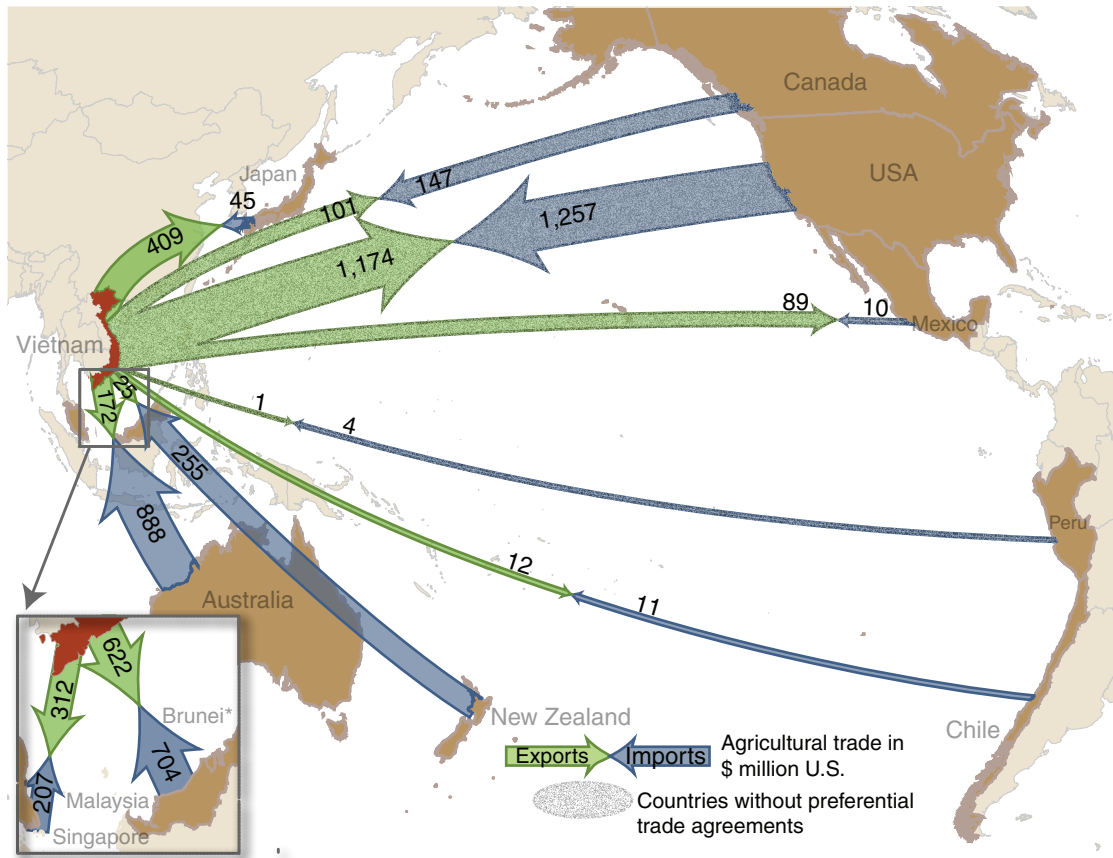 Canada
USA
Japan
147
45
101
1,257
409
1,174
89
10
Mexico
Vietnam
25
172
1
4
255
888
Peru
12
11
Australia
622
312
Brunei*
New Zealand
Chile
704
207
Malaysia
Singapore
Exports
Imports
Agricultural trade in
$ million U.S.
Countries without preferential
trade agreements